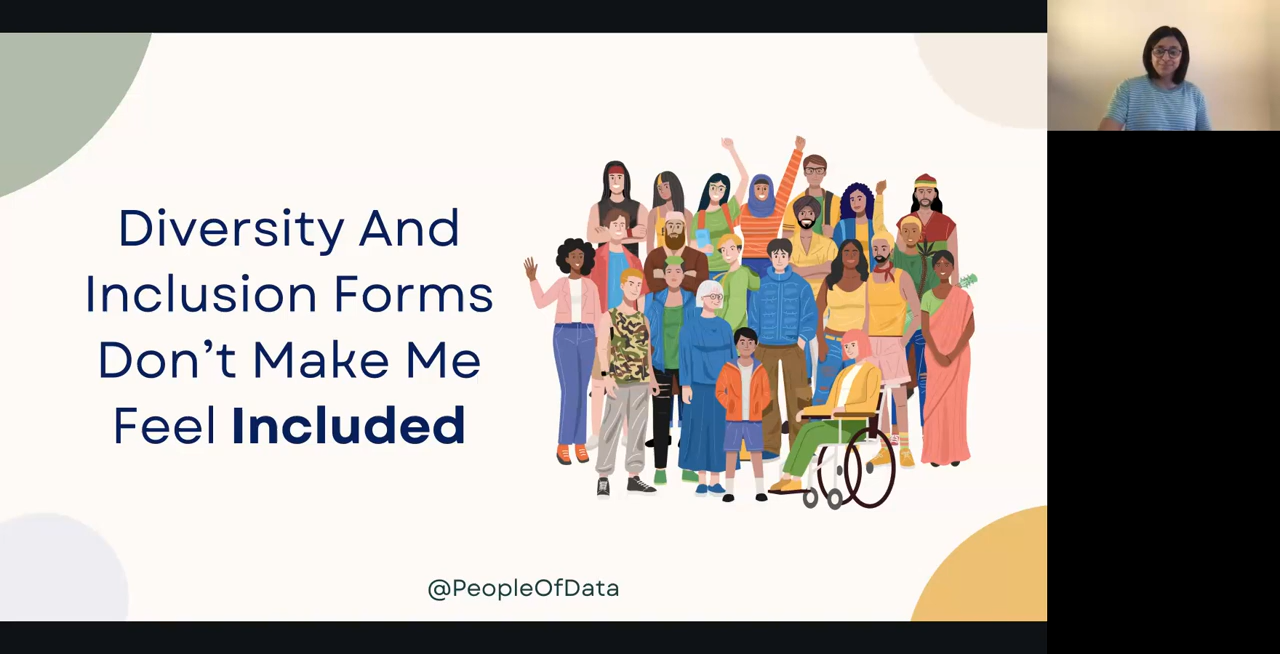 Diversity And
Inclusion Forms
Don’t Make Me
Feel Included
@PeopleOfData